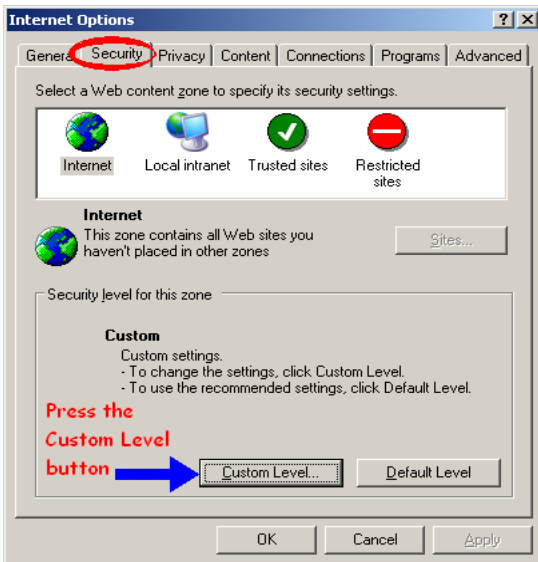 Internet Options
General Security Privacy Content Connections Programs Advanced
Select a Web content zone to specify its security settings.
Internet Local intranet Trusted sites Restricted
sites
Internet
This zone contains all Web sites you
haven't placed in other zones
Sites...
Security level for this zone
Custom
Custom settings.
- To change the settings, click Custom Level.
- To use the recommended settings, click Default Level.
Press the
Custom Level
button
Custom Level... Default Level
OK Cancel Apply